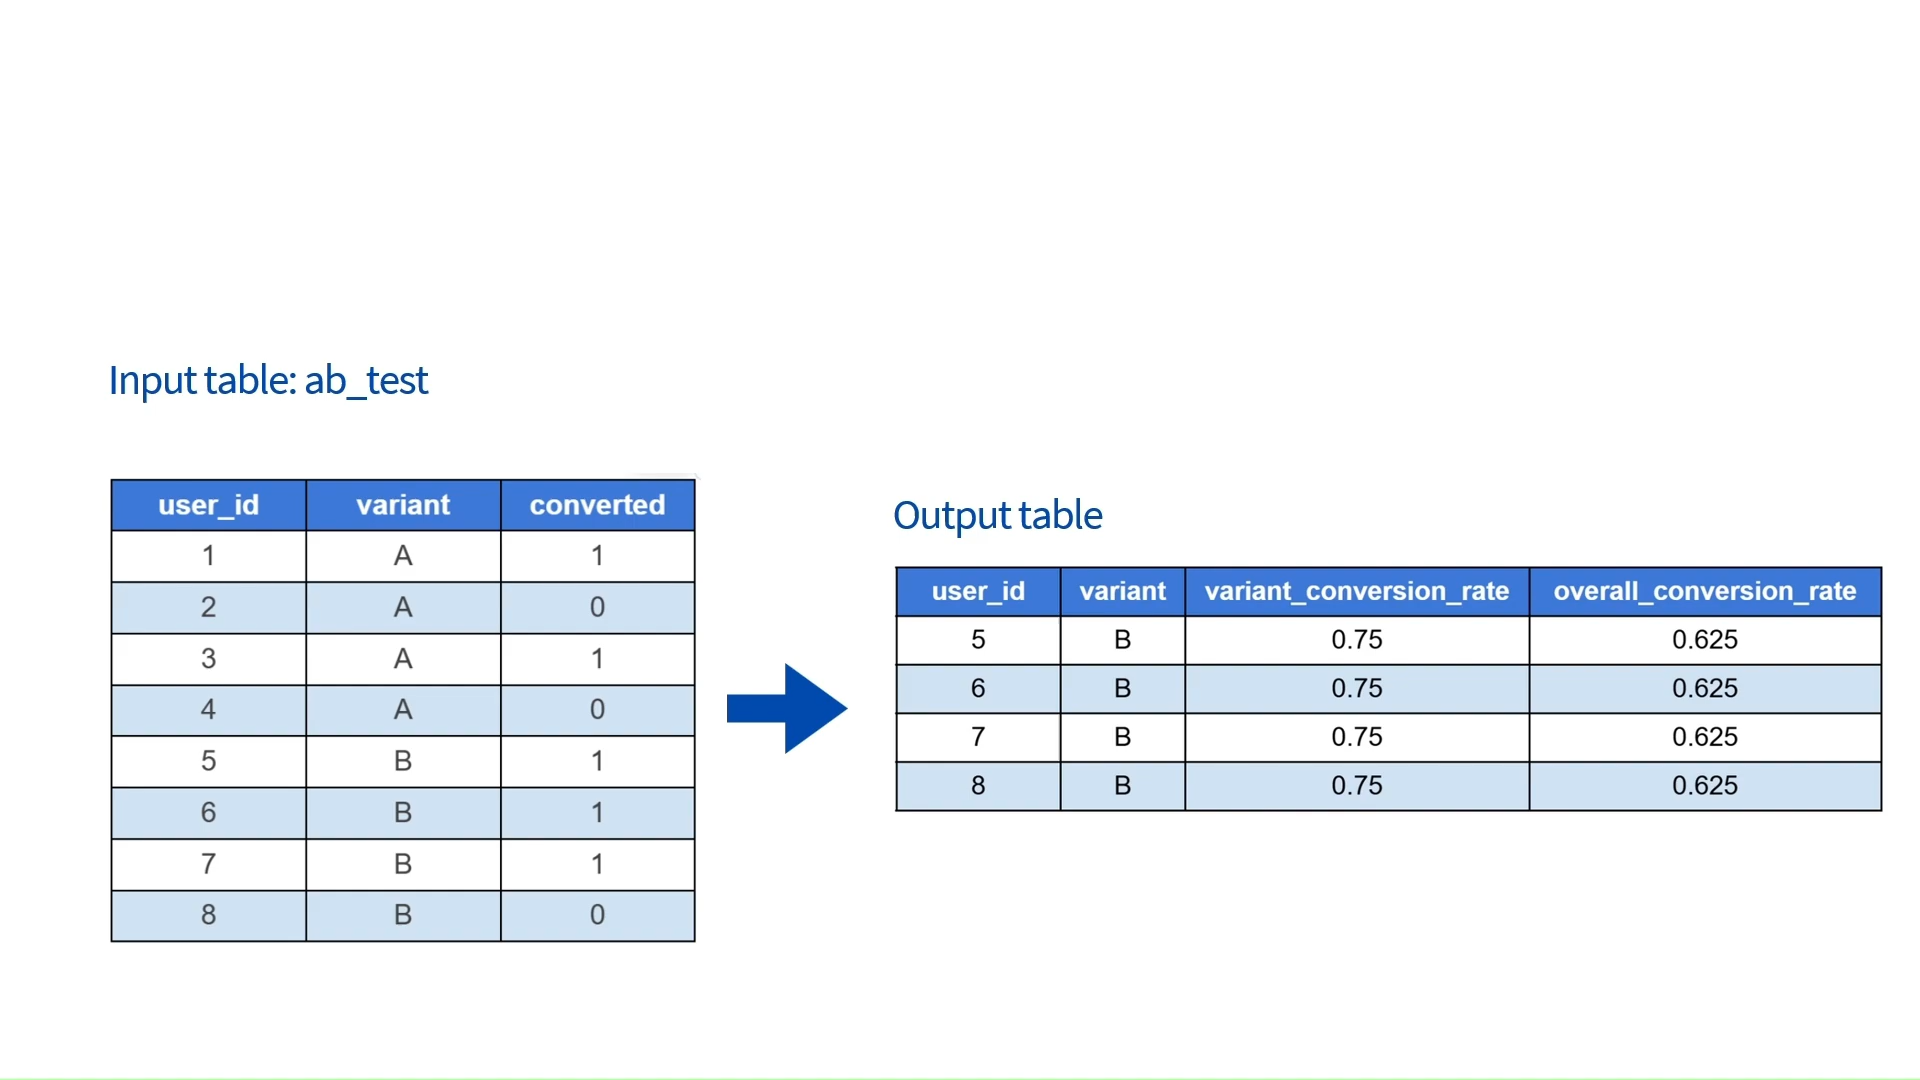 Input table: ab_test
user_id variant converted
1 A 1
2 A 0
3 A 1
4 A 0
5 B 1
6 B 1
7 B 1
8 B 0
Output table
user_id variant variant_conversion_rate overall_conversion_rate
5 B 0.75 0.625
6 B 0.75 0.625
7 B 0.75 0.625
8 B 0.75 0.625